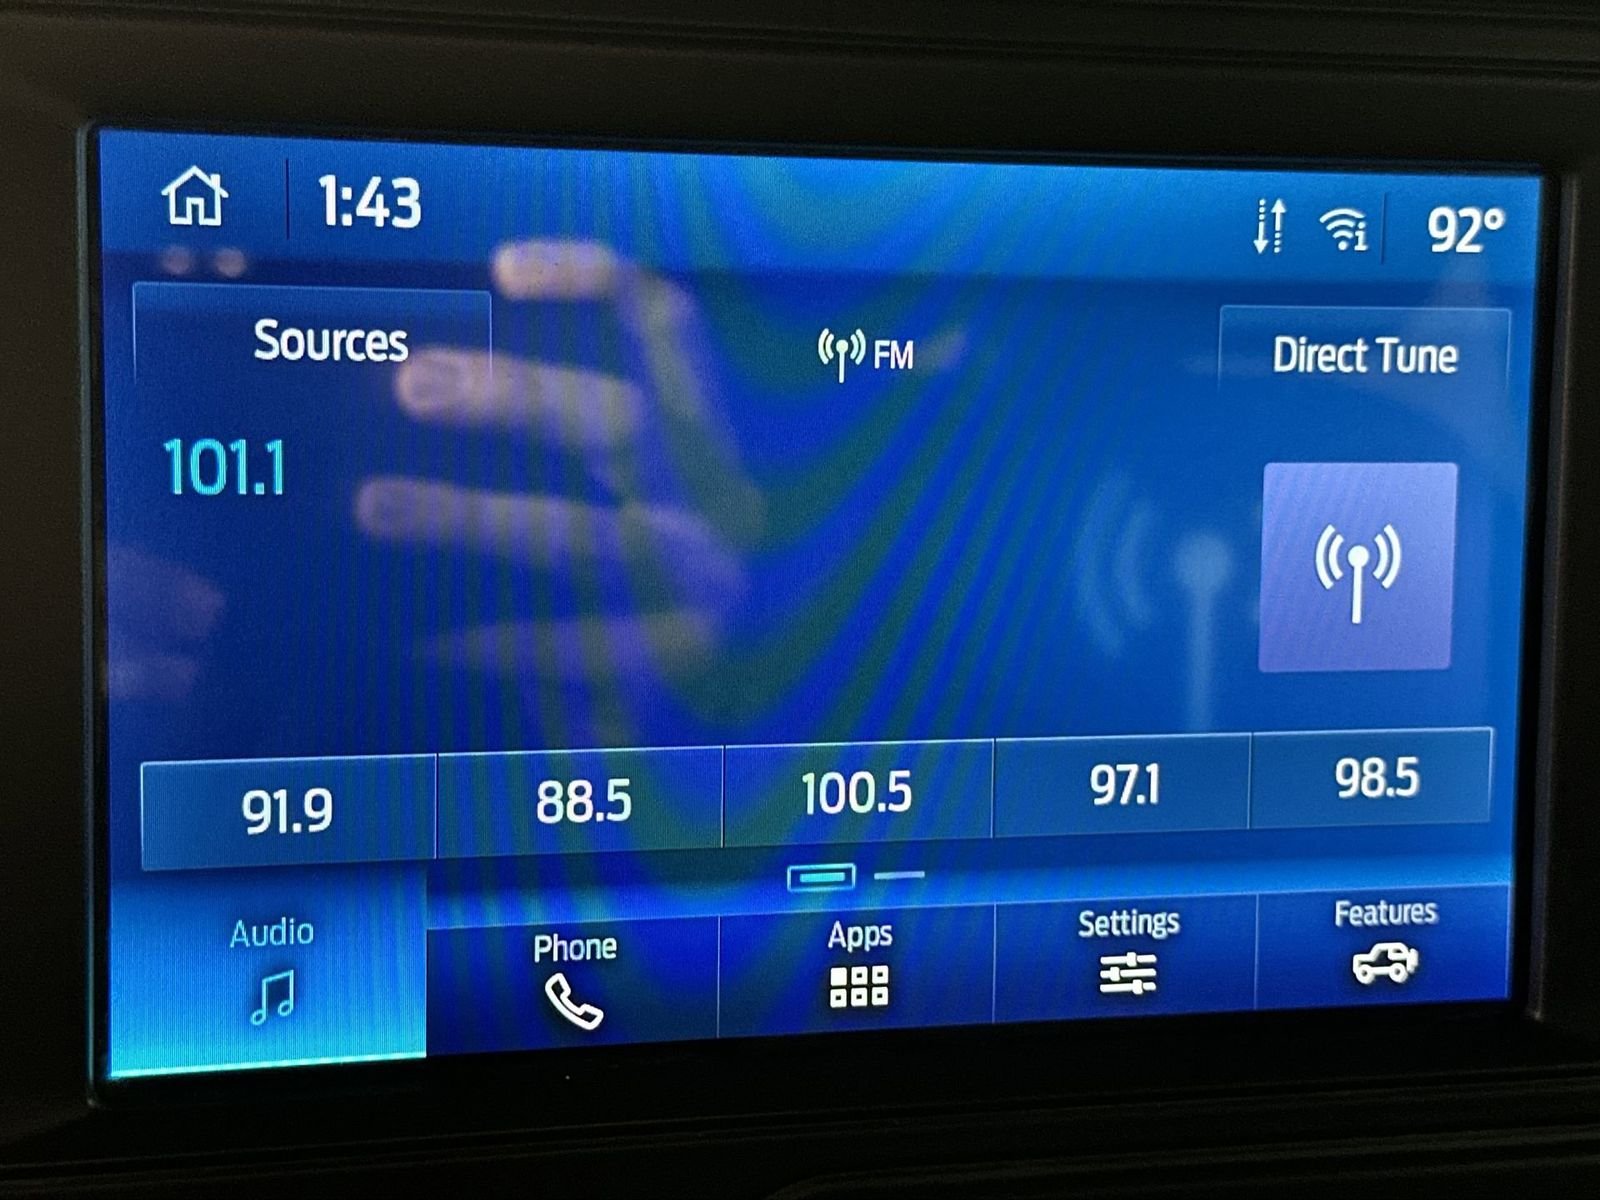 1:43
92°
Sources
FM
Direct Tune
101.1
91.9
88.5
100.5
97.1
98.5
Audio
Phone
Apps
Settings
Features